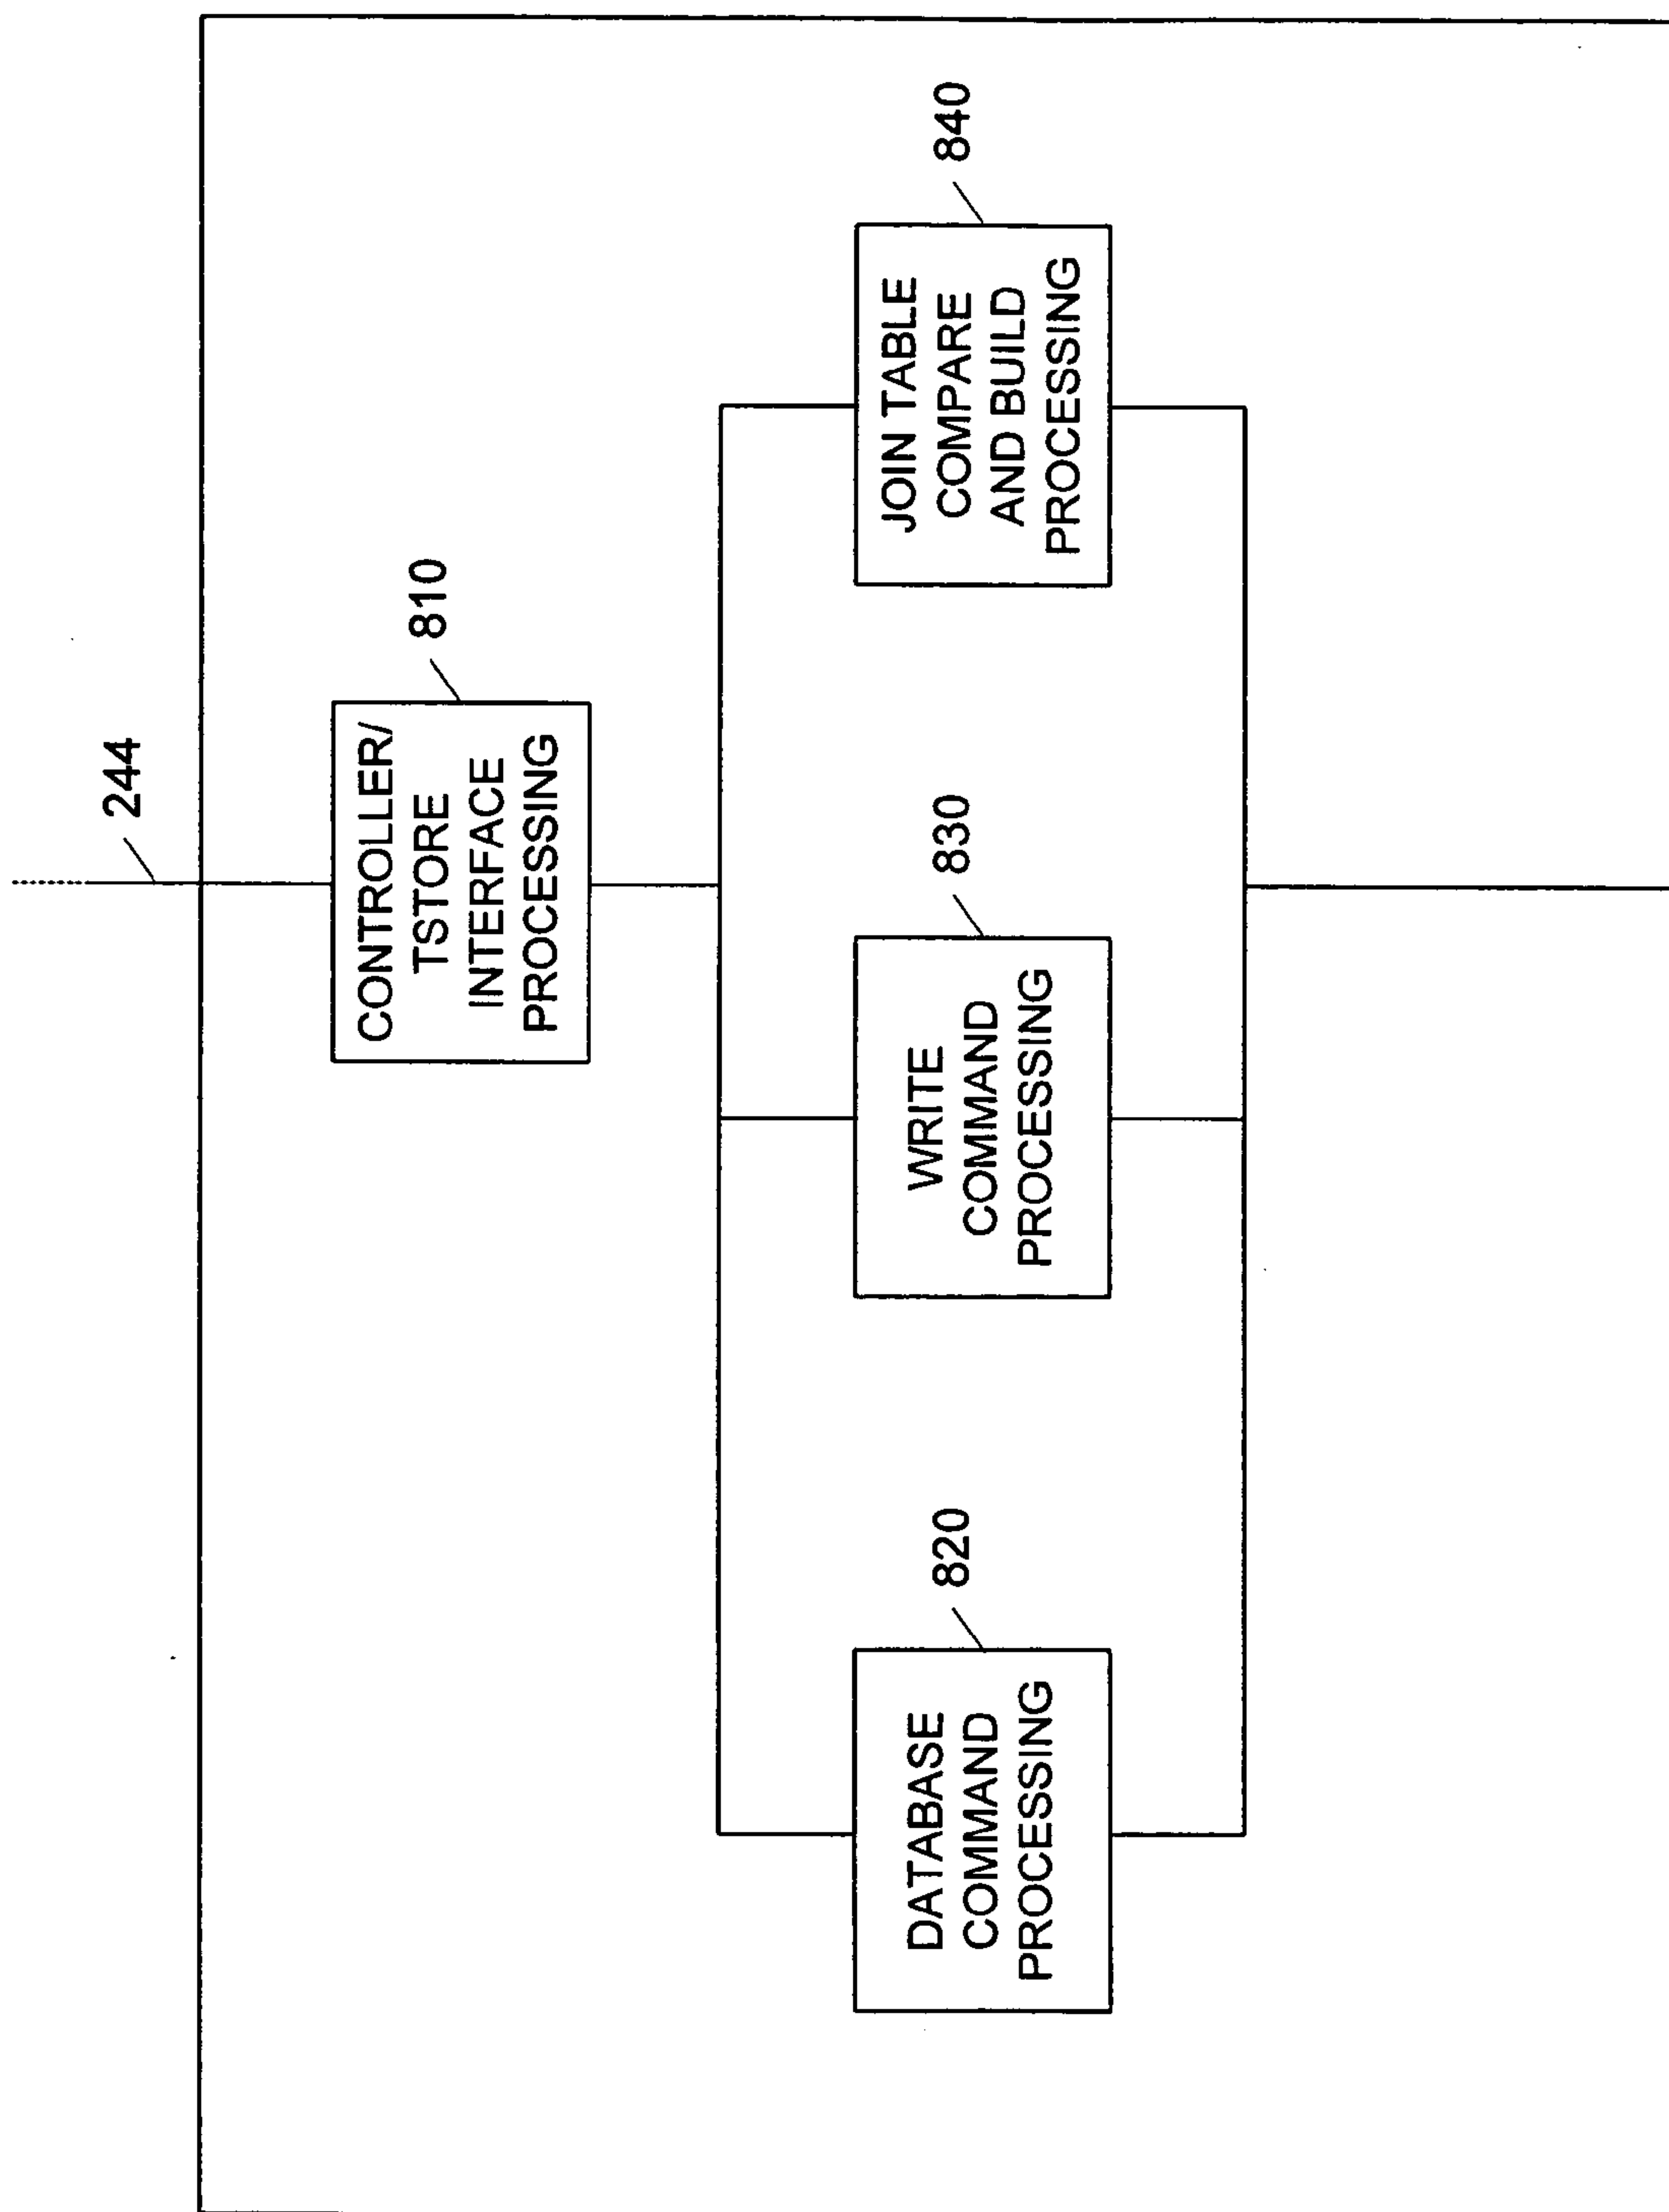 244
810
CONTROLLER/
TSTORE
INTERFACE
PROCESSING
820
DATABASE
COMMAND
PROCESSING
830
WRITE
COMMAND
PROCESSING
840
JOIN TABLE
COMPARE
AND BUILD
PROCESSING